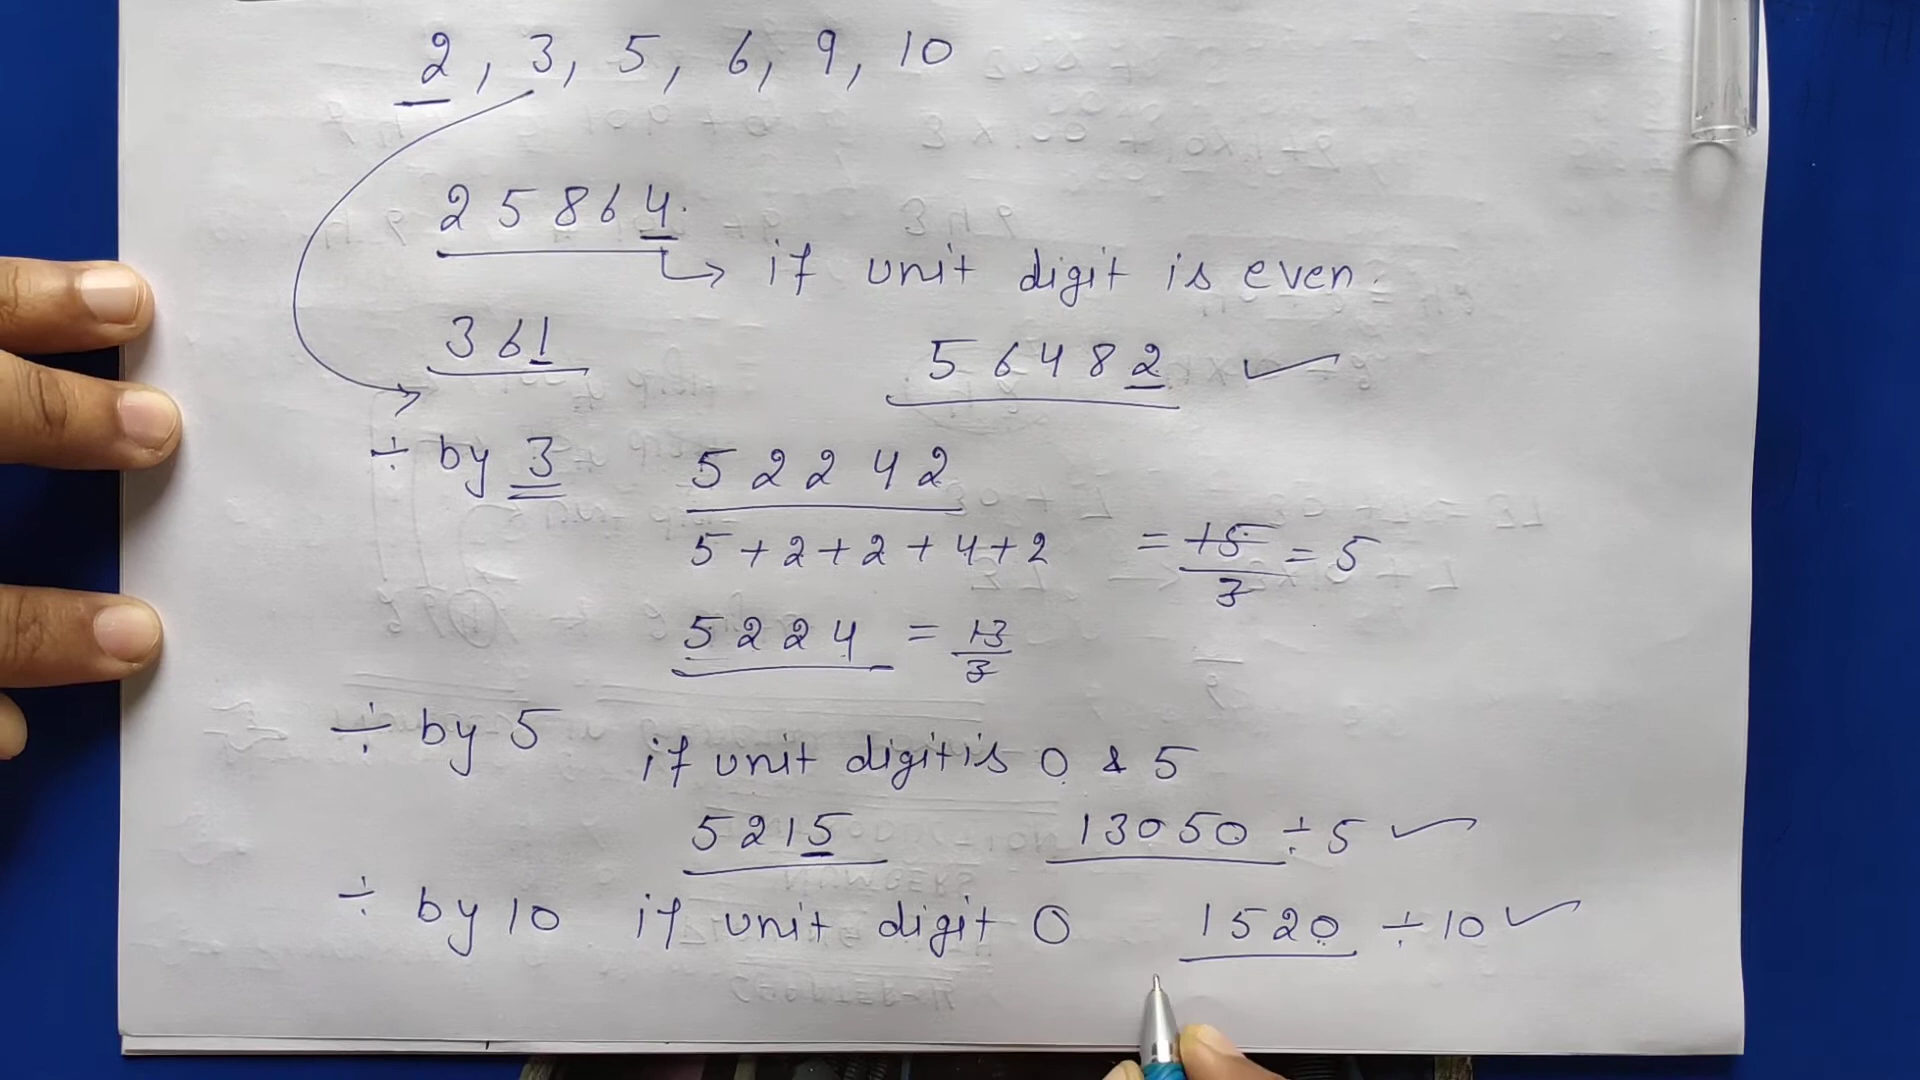 2, 3, 5, 6, 9, 10
25864.
↳ if unit digit is even.
361 56482 ✓
÷ by 3 52242
5+2+2+4+2 = 15/3 = 5
5224 = 13/3
÷ by 5 if unit digit is 0 & 5
5215 13050 ÷ 5 ✓
÷ by 10 if unit digit 0 1520 ÷ 10 ✓